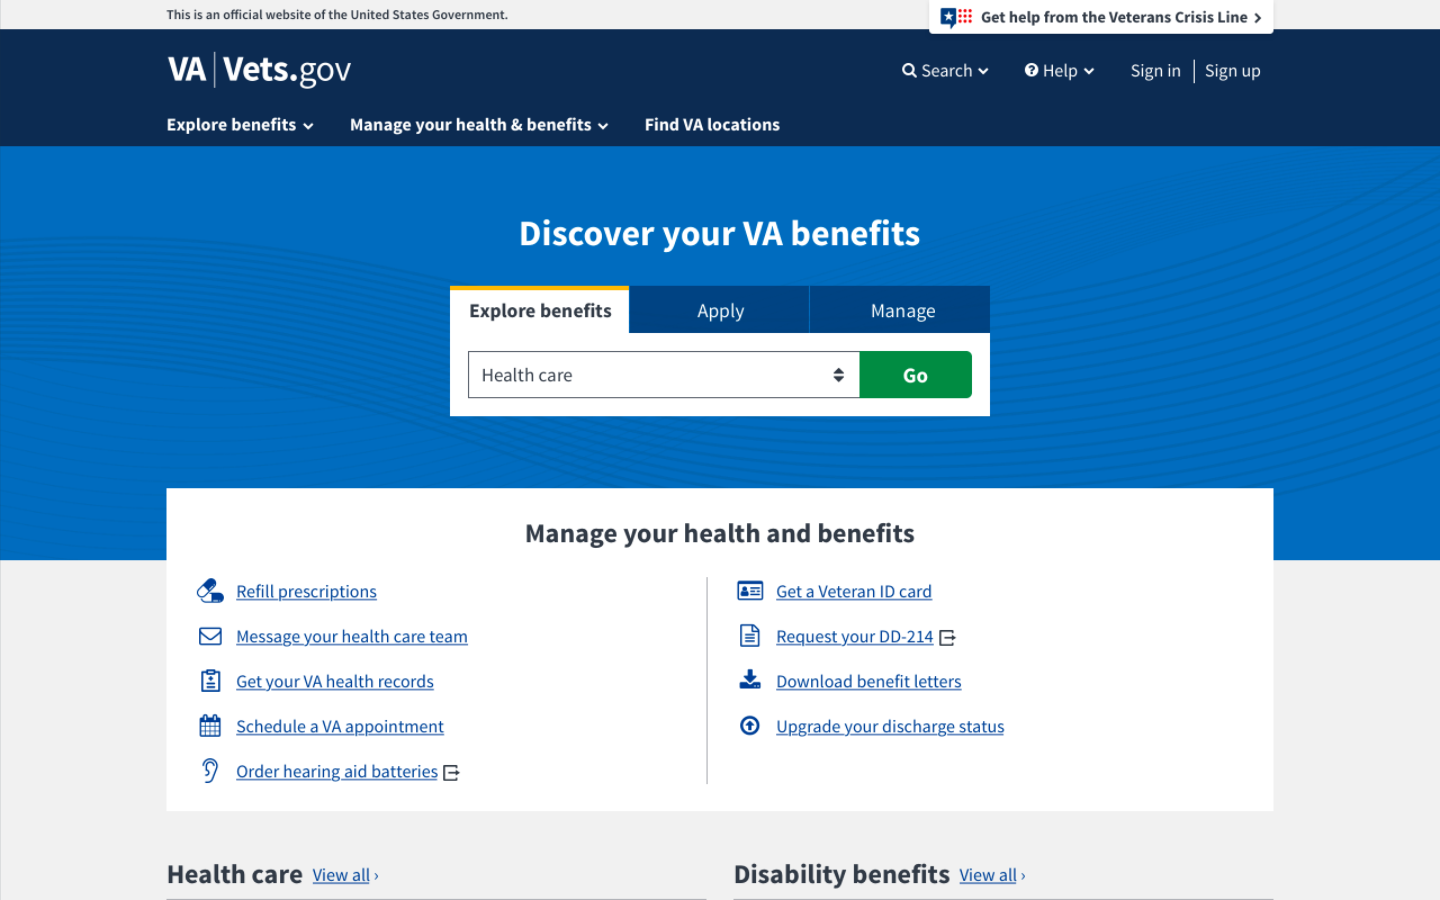 This is an official website of the United States Government.
Get help from the Veterans Crisis Line
VA | Vets.gov
Search
Help
Sign in
Sign up
Explore benefits
Manage your health & benefits
Find VA locations
Discover your VA benefits
Explore benefits
Apply
Manage
Health care
Go
Manage your health and benefits
Refill prescriptions
Message your health care team
Get your VA health records
Schedule a VA appointment
Order hearing aid batteries
Get a Veteran ID card
Request your DD-214
Download benefit letters
Upgrade your discharge status
Health care View all ›
Disability benefits View all ›